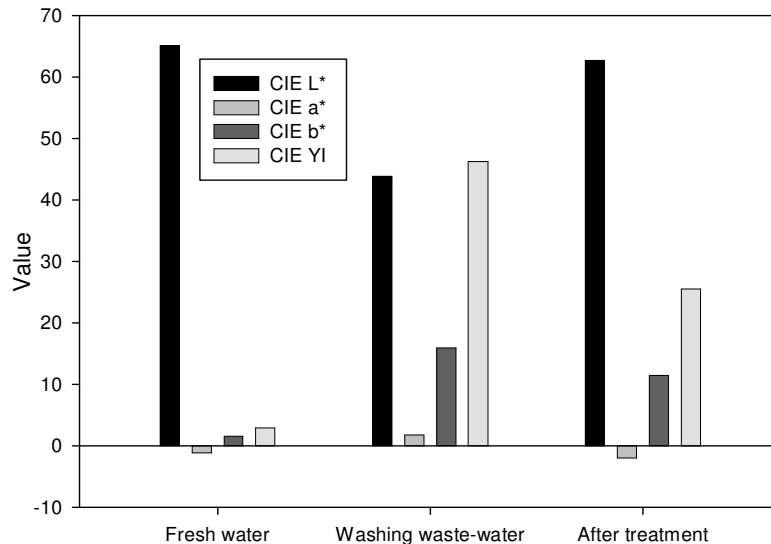 70
60
50
40
30
20
10
0
-10
Value
CIE L*
CIE a*
CIE b*
CIE YI
Fresh water
Washing waste-water
After treatment